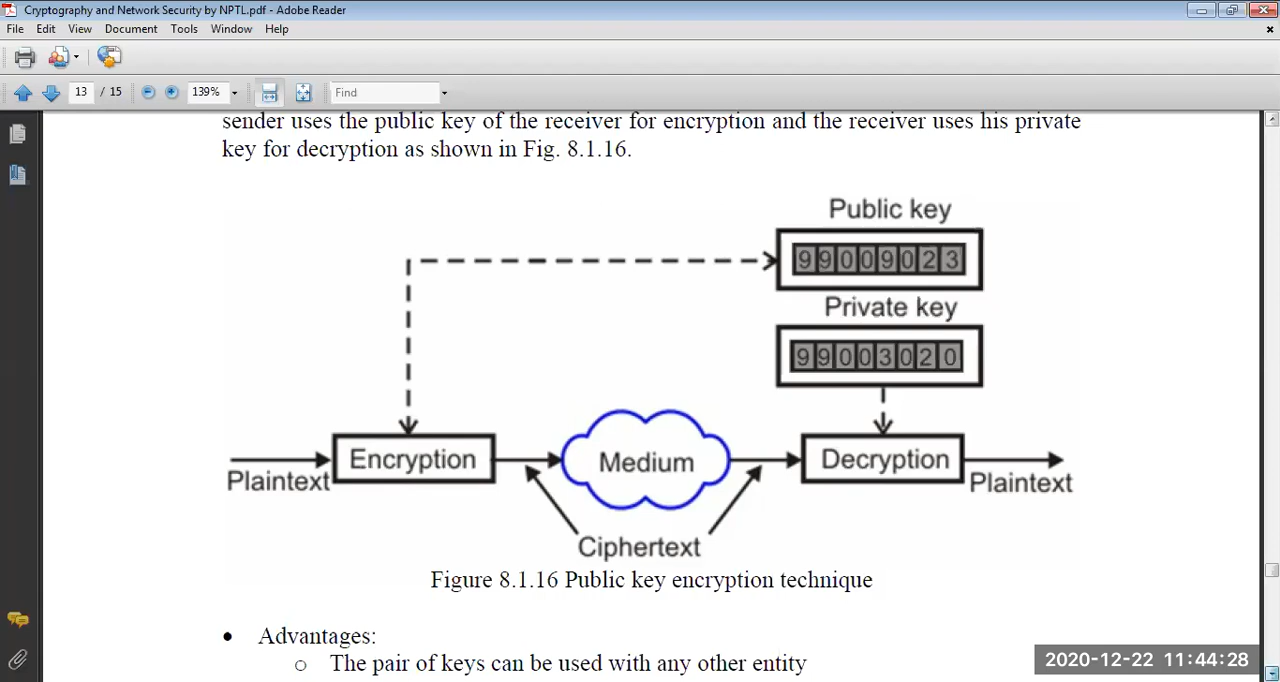 Cryptography and Network Security by NPTL.pdf - Adobe Reader
File Edit View Document Tools Window Help
13 / 15 139% Find
sender uses the public key of the receiver for encryption and the receiver uses his private
key for decryption as shown in Fig. 8.1.16.
Public key
99009023
Private key
99003020
Encryption
Medium
Decryption
Plaintext
Plaintext
Ciphertext
Figure 8.1.16 Public key encryption technique
• Advantages:
o The pair of keys can be used with any other entity
2020-12-22 11:44:28